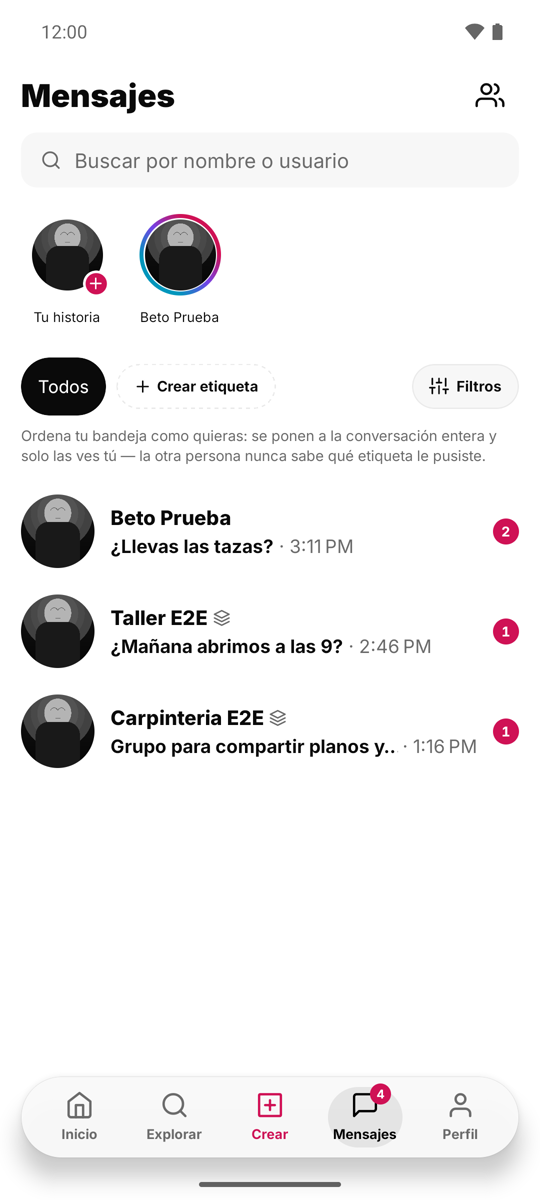 12:00
Mensajes
Buscar por nombre o usuario
Tu historia
Beto Prueba
Todos
Crear etiqueta
Filtros
Ordena tu bandeja como quieras: se ponen a la conversación entera y
solo las ves tú — la otra persona nunca sabe qué etiqueta le pusiste.
Beto Prueba
¿Llevas las tazas? · 3:11 PM
2
Taller E2E
¿Mañana abrimos a las 9? · 2:46 PM
1
Carpinteria E2E
Grupo para compartir planos y... · 1:16 PM
1
4
Inicio
Explorar
Crear
Mensajes
Perfil